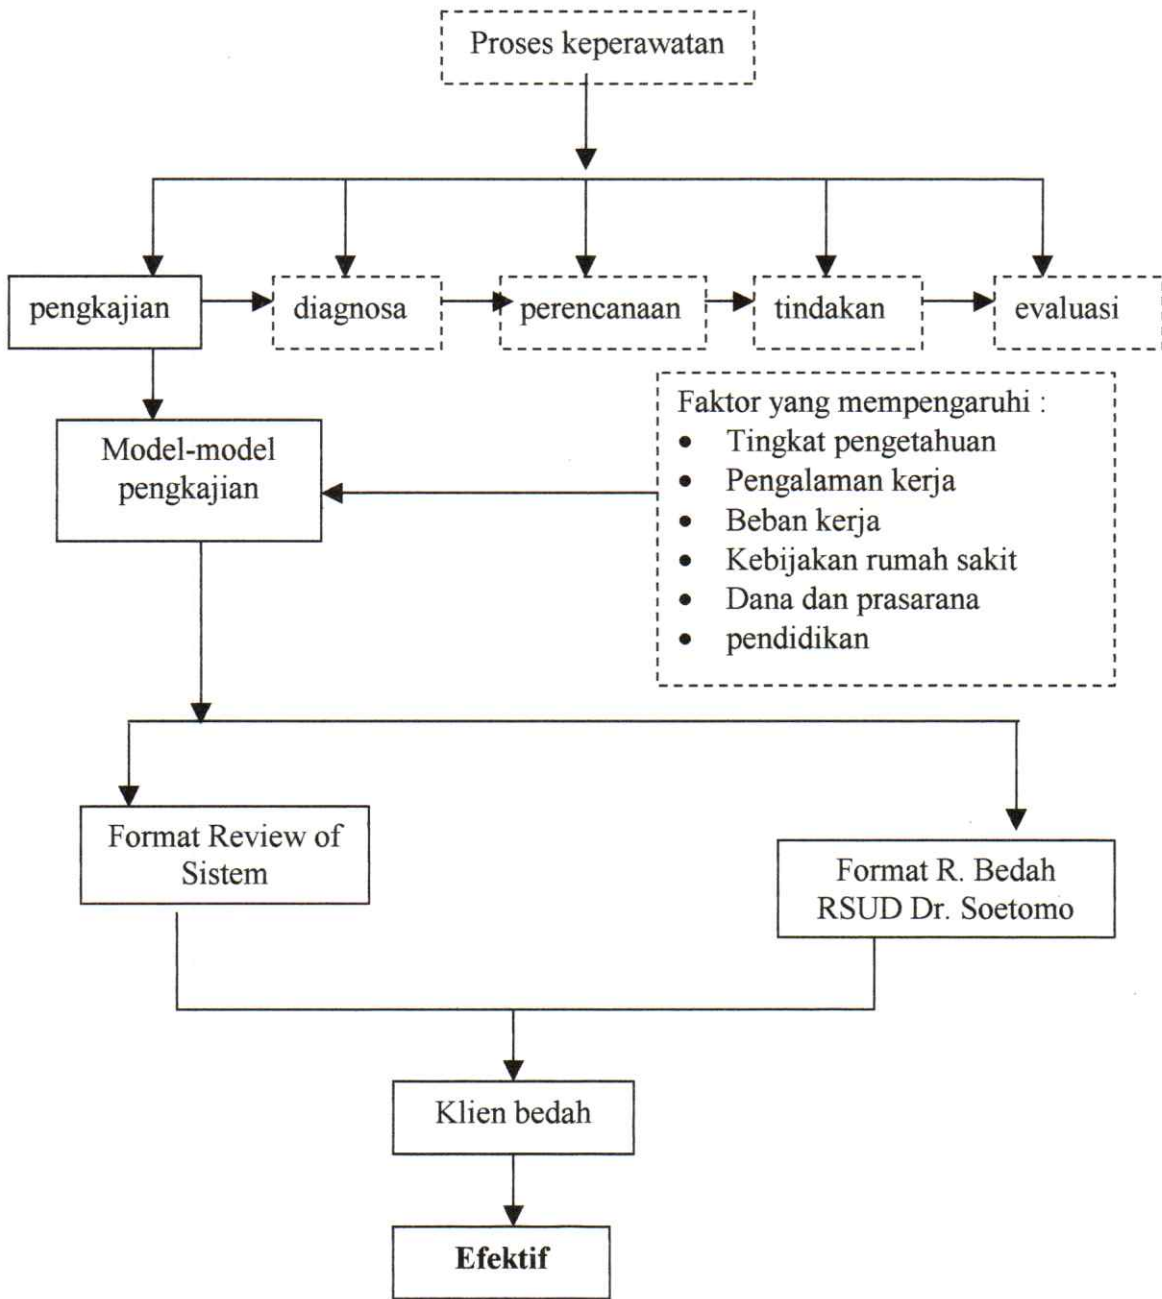 Proses keperawatan
pengkajian
diagnosa
perencanaan
tindakan
evaluasi
Model-model
pengkajian
Faktor yang mempengaruhi :
• Tingkat pengetahuan
• Pengalaman kerja
• Beban kerja
• Kebijakan rumah sakit
• Dana dan prasarana
• pendidikan
Format Review of
Sistem
Format R. Bedah
RSUD Dr. Soetomo
Klien bedah
Efektif